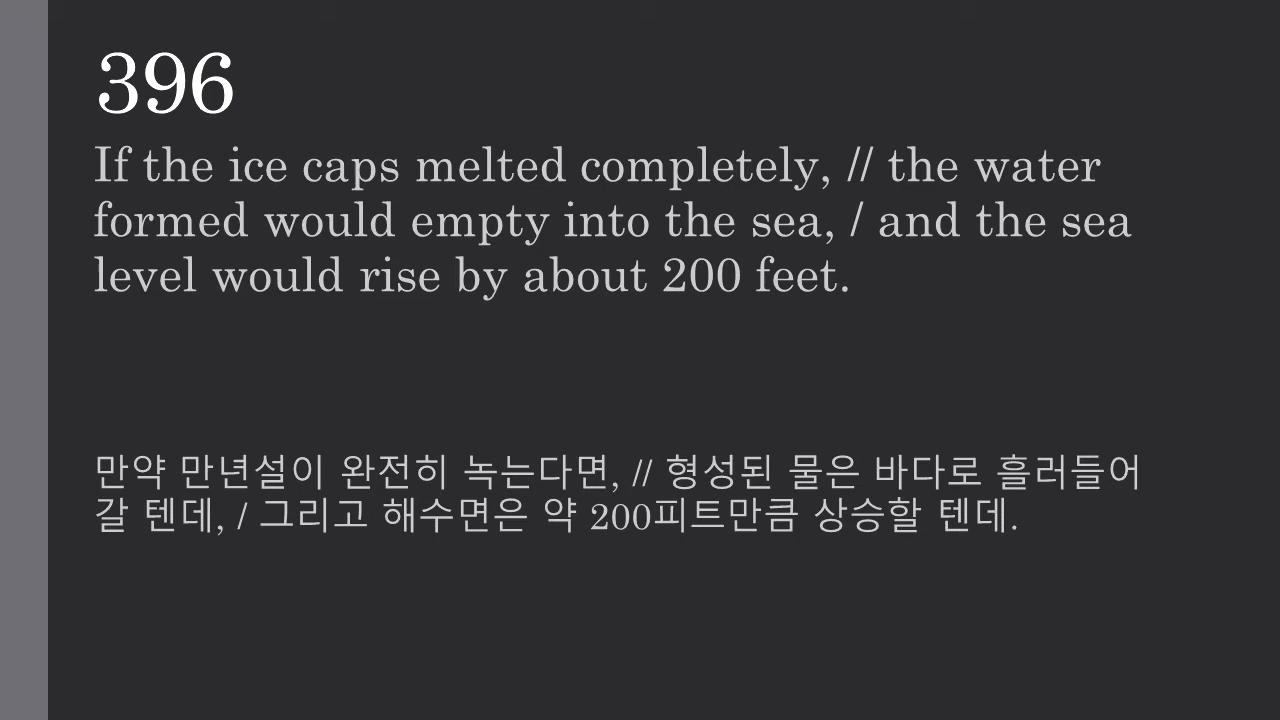 396
If the ice caps melted completely, // the water
formed would empty into the sea, / and the sea
level would rise by about 200 feet.
만약 만년설이 완전히 녹는다면, // 형성된 물은 바다로 흘러들어
갈 텐데, / 그리고 해수면은 약 200피트만큼 상승할 텐데.